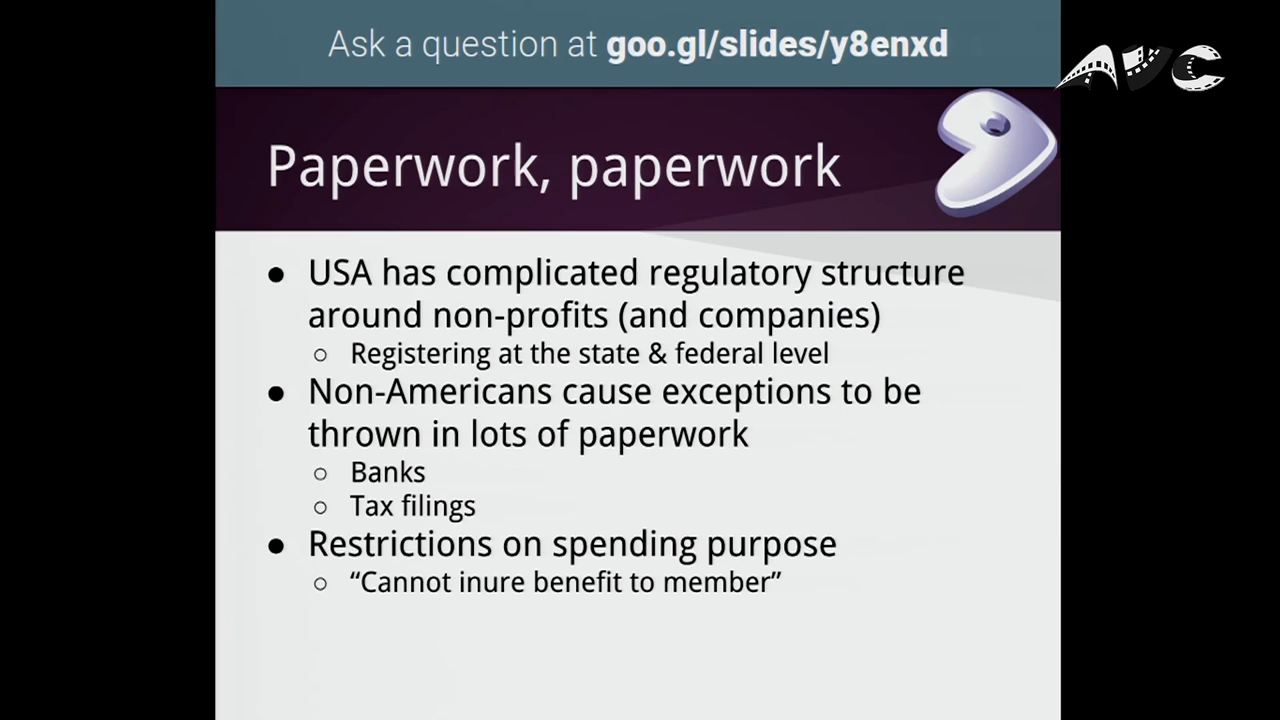 Ask a question at goo.gl/slides/y8enxd
AVC
Paperwork, paperwork
● USA has complicated regulatory structure
around non-profits (and companies)
○ Registering at the state & federal level
● Non-Americans cause exceptions to be
thrown in lots of paperwork
○ Banks
○ Tax filings
● Restrictions on spending purpose
○ “Cannot inure benefit to member”